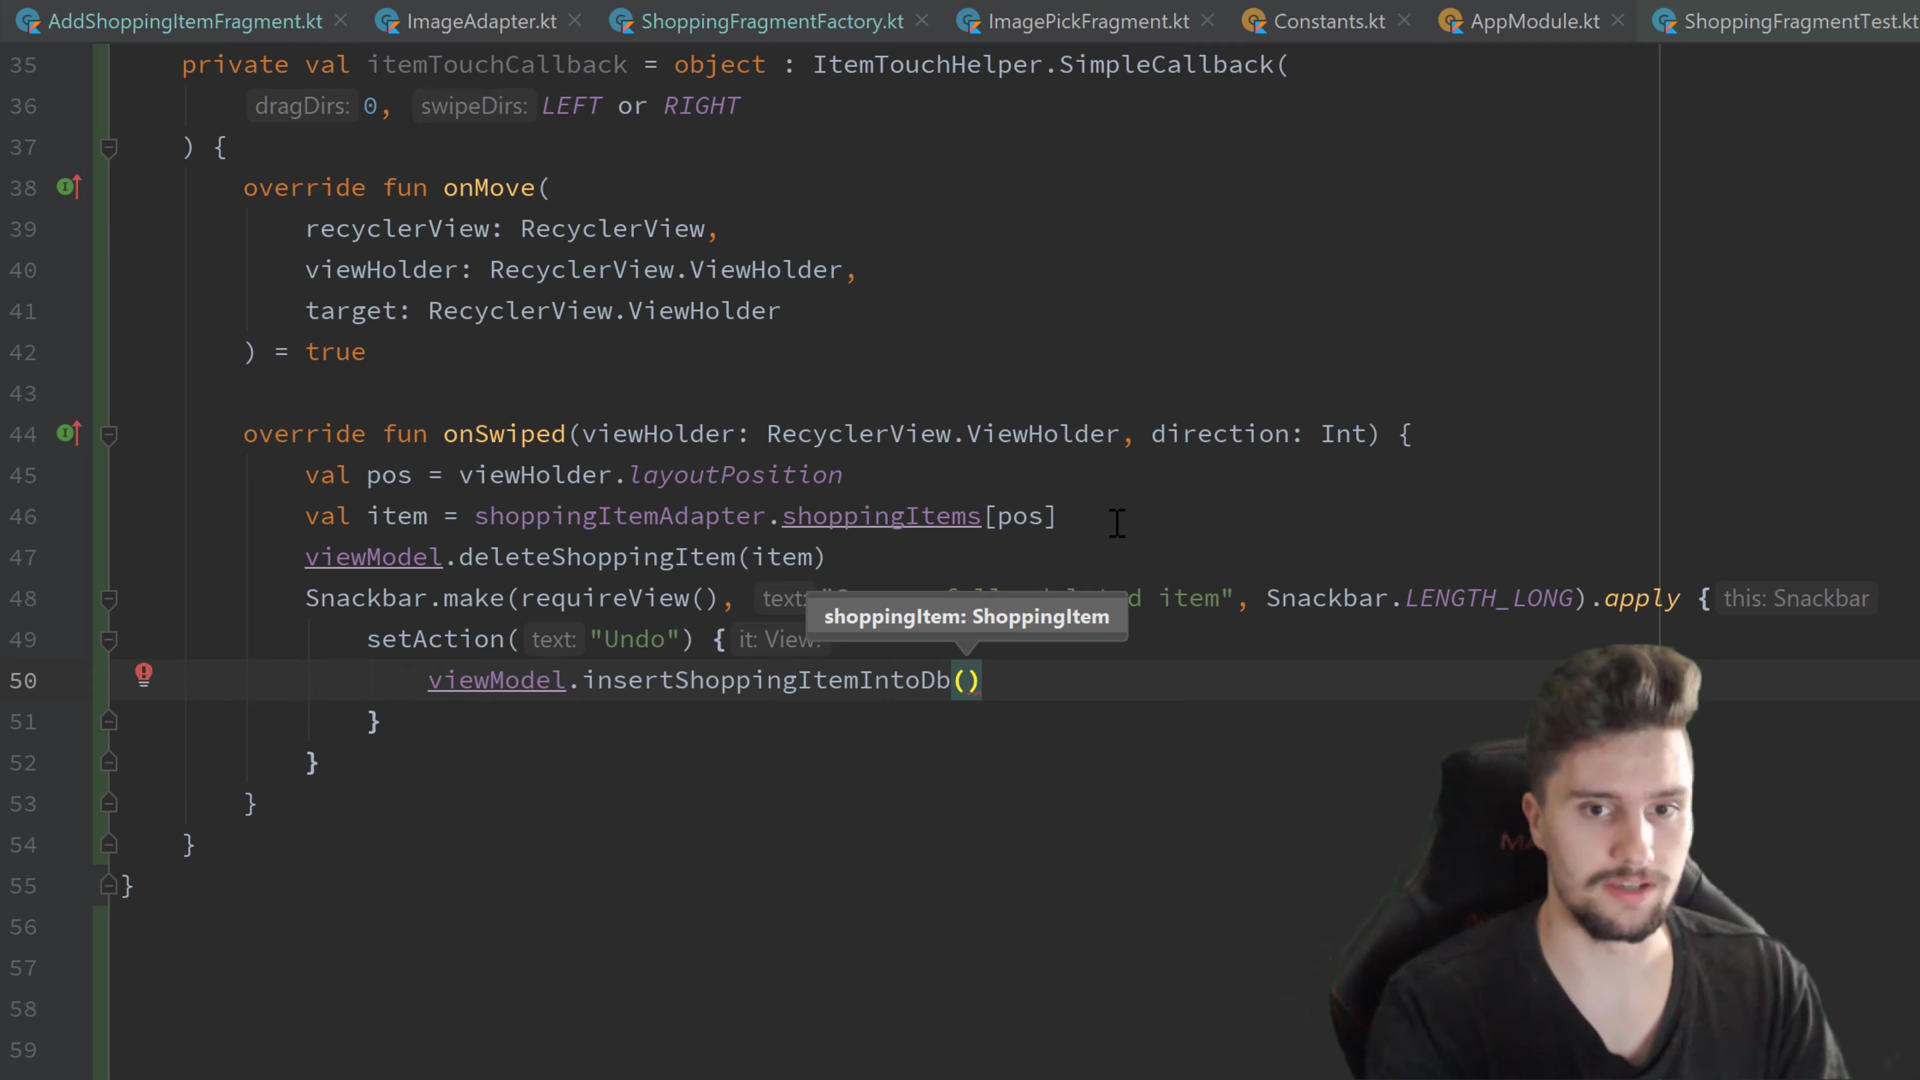 AddShoppingItemFragment.kt ImageAdapter.kt ShoppingFragmentFactory.kt ImagePickFragment.kt Constants.kt AppModule.kt ShoppingFragmentTest.kt
35 private val itemTouchCallback = object : ItemTouchHelper.SimpleCallback(
36 dragDirs: 0, swipeDirs: LEFT or RIGHT
37 ) {
38 override fun onMove(
39 recyclerView: RecyclerView,
40 viewHolder: RecyclerView.ViewHolder,
41 target: RecyclerView.ViewHolder
42 ) = true
43
44 override fun onSwiped(viewHolder: RecyclerView.ViewHolder, direction: Int) {
45 val pos = viewHolder.layoutPosition
46 val item = shoppingItemAdapter.shoppingItems[pos]
47 viewModel.deleteShoppingItem(item)
48 Snackbar.make(requireView(), text: item", Snackbar.LENGTH_LONG).apply { this: Snackbar
shoppingItem: ShoppingItem
49 setAction( text: "Undo") { it: View!
50 viewModel.insertShoppingItemIntoDb()
51 }
52 }
53 }
54 }
55 }
56
57
58
59